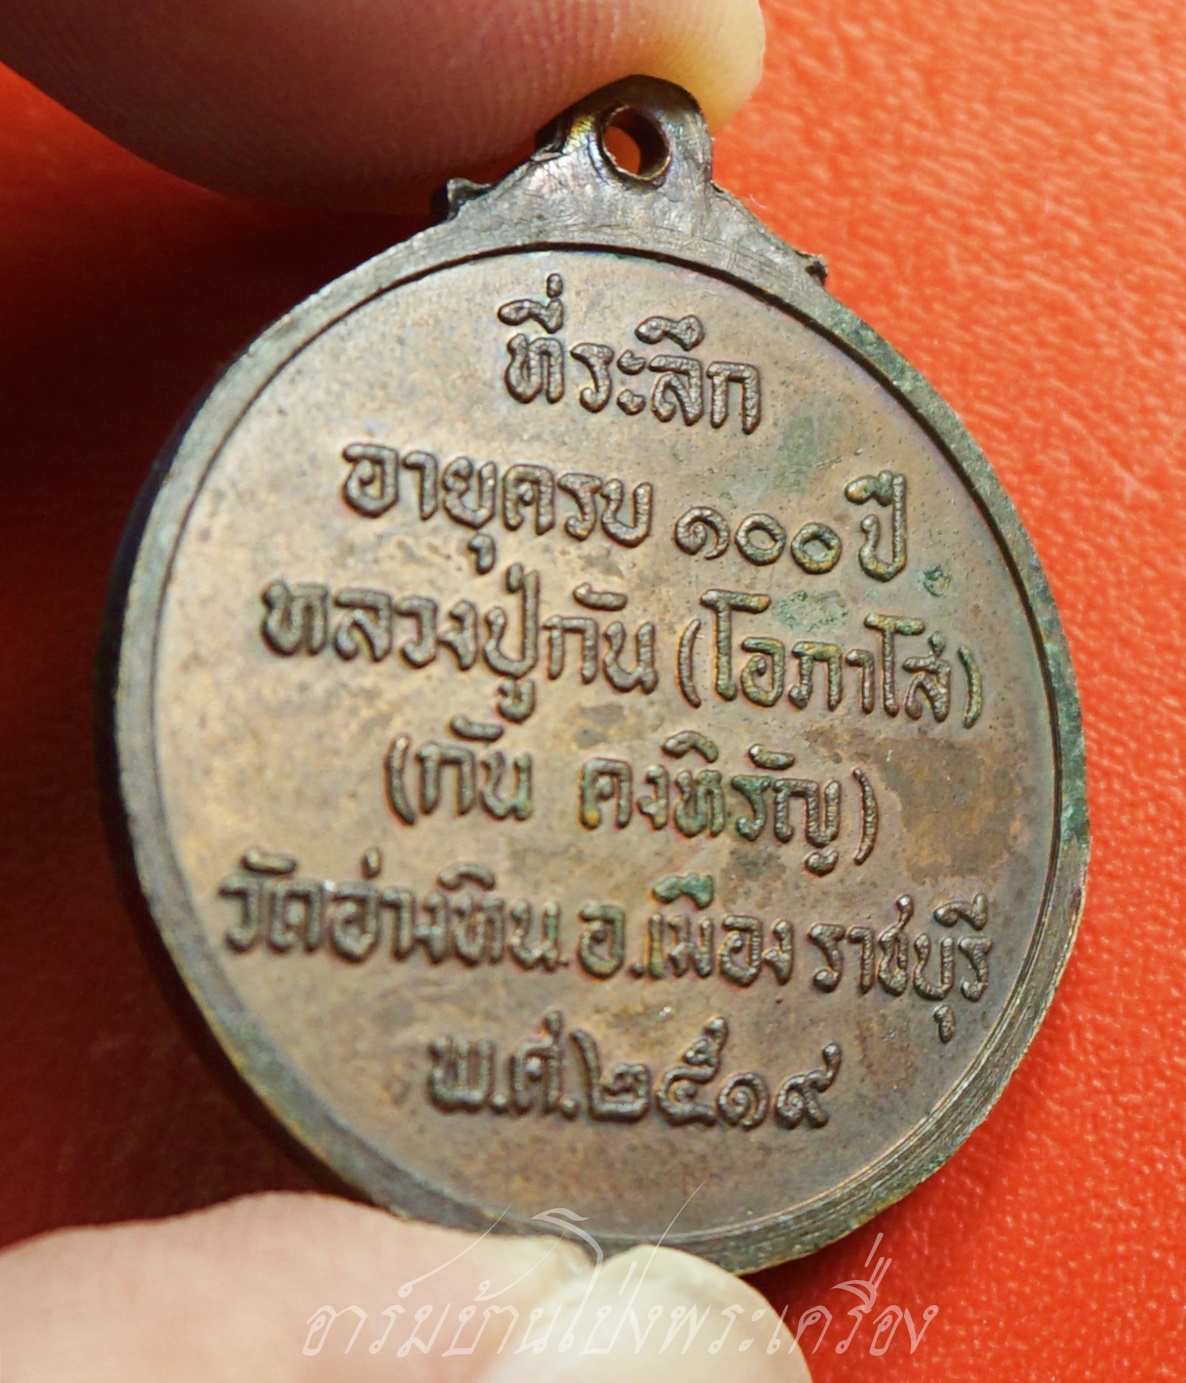 ที่ระลึก
อายุครบ ๑๐๐ ปี
หลวงปู่กัน (โอภาโส)
(กัน คงหิรัญ)
วัดอ่างหิน อ.เมือง ราชบุรี
พ.ศ.๒๕๑๙
อาร์มบ้านโป่งพระเครื่อง